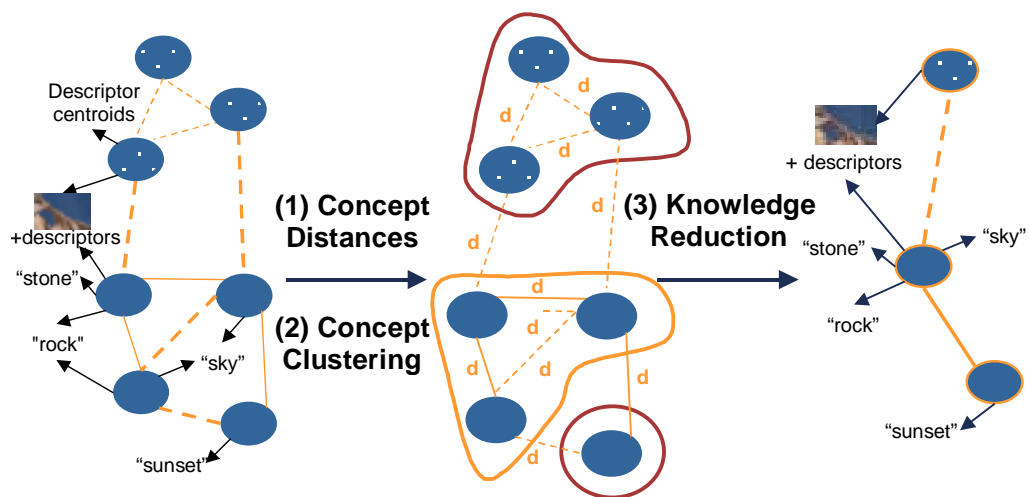 Descriptor
centroids
+descriptors
“stone”
"rock"
“sky”
“sunset”
(1) Concept
Distances
(2) Concept
Clustering
d
d
d
d
d
d
d
d
d
d
d
(3) Knowledge
Reduction
+ descriptors
“stone”
“sky”
“rock”
“sunset”